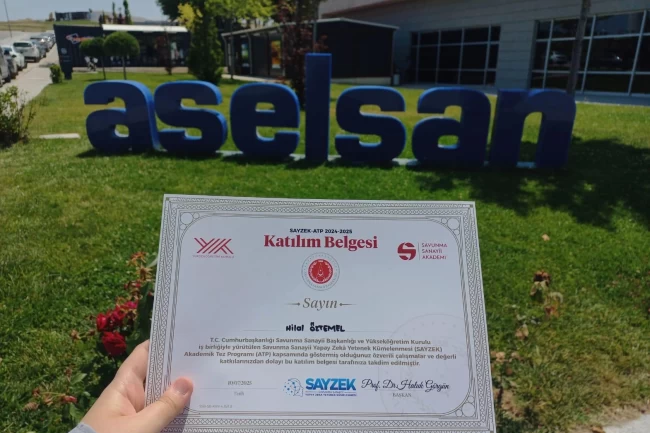 aselsan
SAYZEK-ATP 2024-2025
Katılım Belgesi
SAVUNMA
SANAYİİ
AKADEMİ
Sayın
Hilal ÖZTEMEL
T.C. Cumhurbaşkanlığı Savunma Sanayii Başkanlığı ve Yükseköğretim Kurulu
iş birliğiyle yürütülen Savunma Sanayii Yapay Zekâ Yetenek Kümelenmesi (SAYZEK)
Akademik Tez Programı (ATP) kapsamında göstermiş olduğunuz özverili çalışmalar ve değerli
katkılarınızdan dolayı bu katılım belgesi tarafınıza takdim edilmiştir.
SAYZEK
Prof. Dr. Haluk Görgün
BAŞKAN